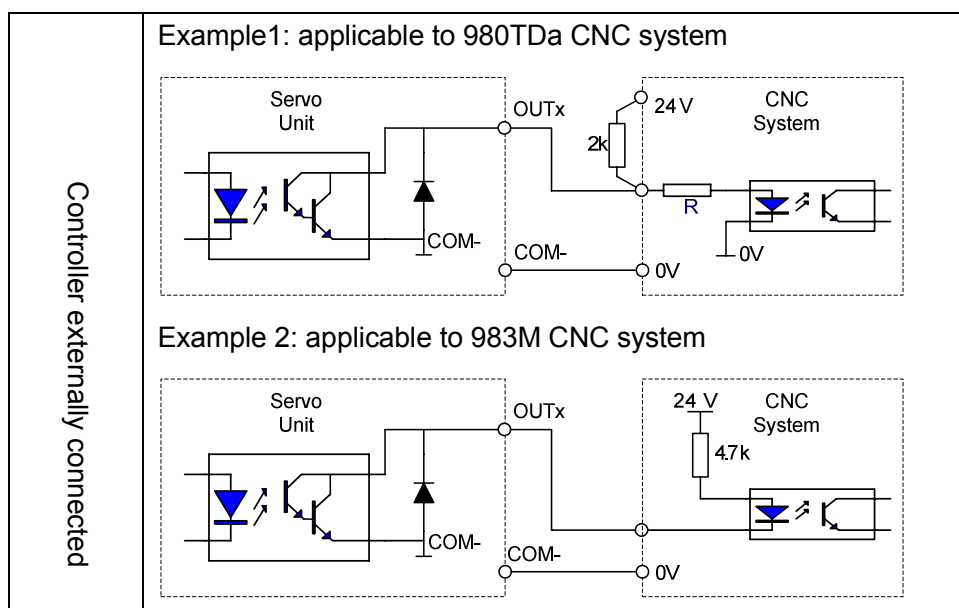 Controller externally connected
Example1: applicable to 980TDa CNC system
Servo
Unit
OUTx
COM-
COM-
24 V
2k
R
0V
0V
CNC
System
Example 2: applicable to 983M CNC system
Servo
Unit
OUTx
COM-
COM-
24 V
4.7k
0V
CNC
System